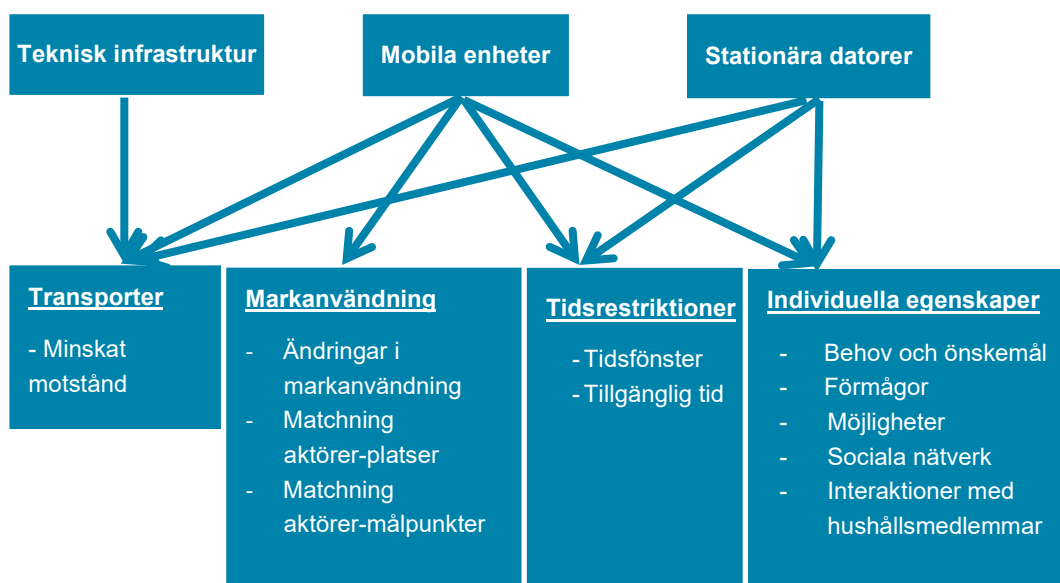 Teknisk infrastruktur
Mobila enheter
Stationära datorer
Transporter
- Minskat
motstånd
Markanvändning
- Ändringar i
markanvändning
- Matchning
aktörer-platser
- Matchning
aktörer-målpunkter
Tidsrestriktioner
- Tidsfönster
- Tillgänglig tid
Individuella egenskaper
- Behov och önskemål
- Förmågor
- Möjligheter
- Sociala nätverk
- Interaktioner med
hushållsmedlemmar